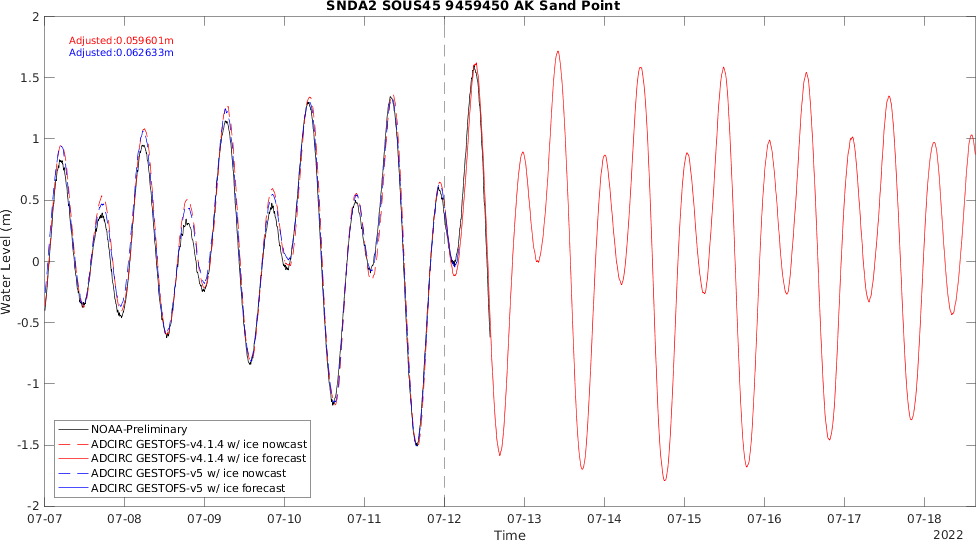 SNDA2 SOUS45 9459450 AK Sand Point
Adjusted:0.059601m
Adjusted:0.062633m
Water Level (m)
2
1.5
1
0.5
0
-0.5
-1
-1.5
-2
NOAA-Preliminary
ADCIRC GESTOFS-v4.1.4 w/ ice nowcast
ADCIRC GESTOFS-v4.1.4 w/ ice forecast
ADCIRC GESTOFS-v5 w/ ice nowcast
ADCIRC GESTOFS-v5 w/ ice forecast
07-07 07-08 07-09 07-10 07-11 07-12 07-13 07-14 07-15 07-16 07-17 07-18
Time
2022